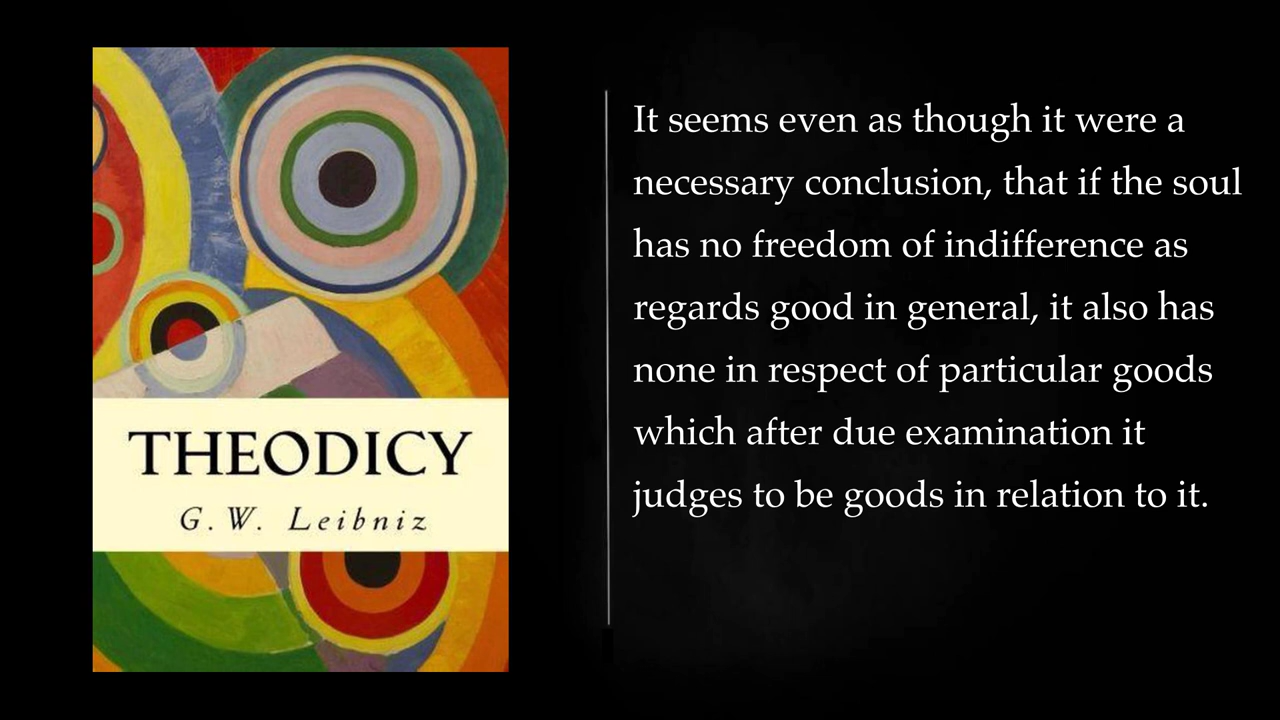 THEODICY
G. W. Leibniz
It seems even as though it were a
necessary conclusion, that if the soul
has no freedom of indifference as
regards good in general, it also has
none in respect of particular goods
which after due examination it
judges to be goods in relation to it.